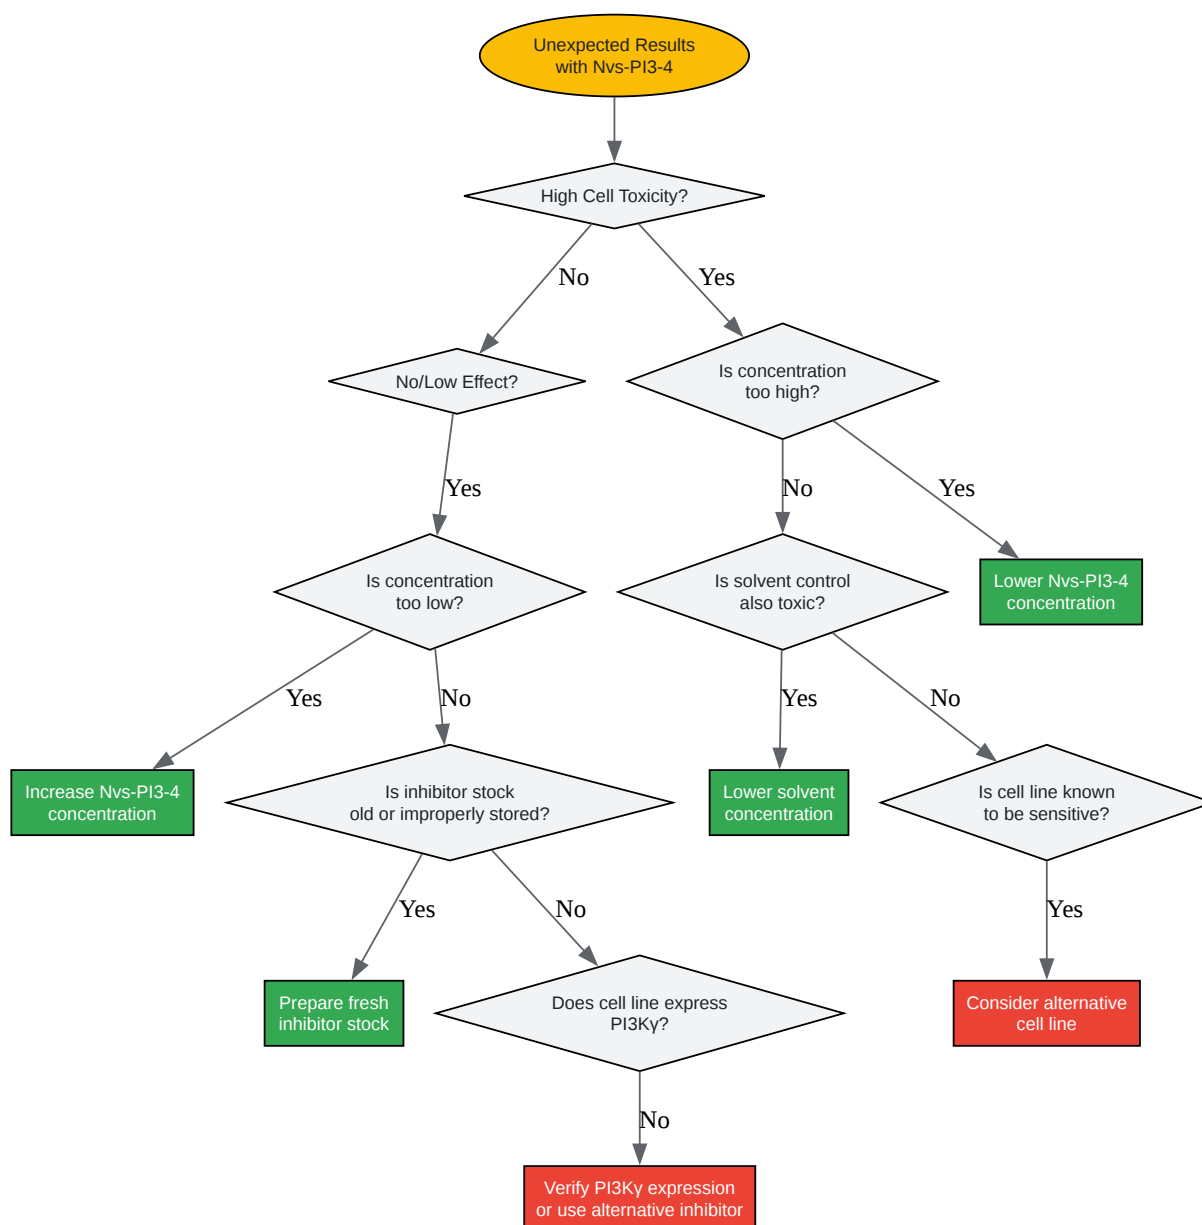 Unexpected Results
with Nvs-PI3-4
High Cell Toxicity?
No
Yes
No/Low Effect?
Is concentration
too high?
Yes
No
Yes
Is concentration
too low?
Is solvent control
also toxic?
Lower Nvs-PI3-4
concentration
Yes
No
Yes
No
Increase Nvs-PI3-4
concentration
Is inhibitor stock
old or improperly stored?
Lower solvent
concentration
Is cell line known
to be sensitive?
Yes
No
Yes
Prepare fresh
inhibitor stock
Does cell line express
PI3Kγ?
Consider alternative
cell line
No
Verify PI3Kγ expression
or use alternative inhibitor